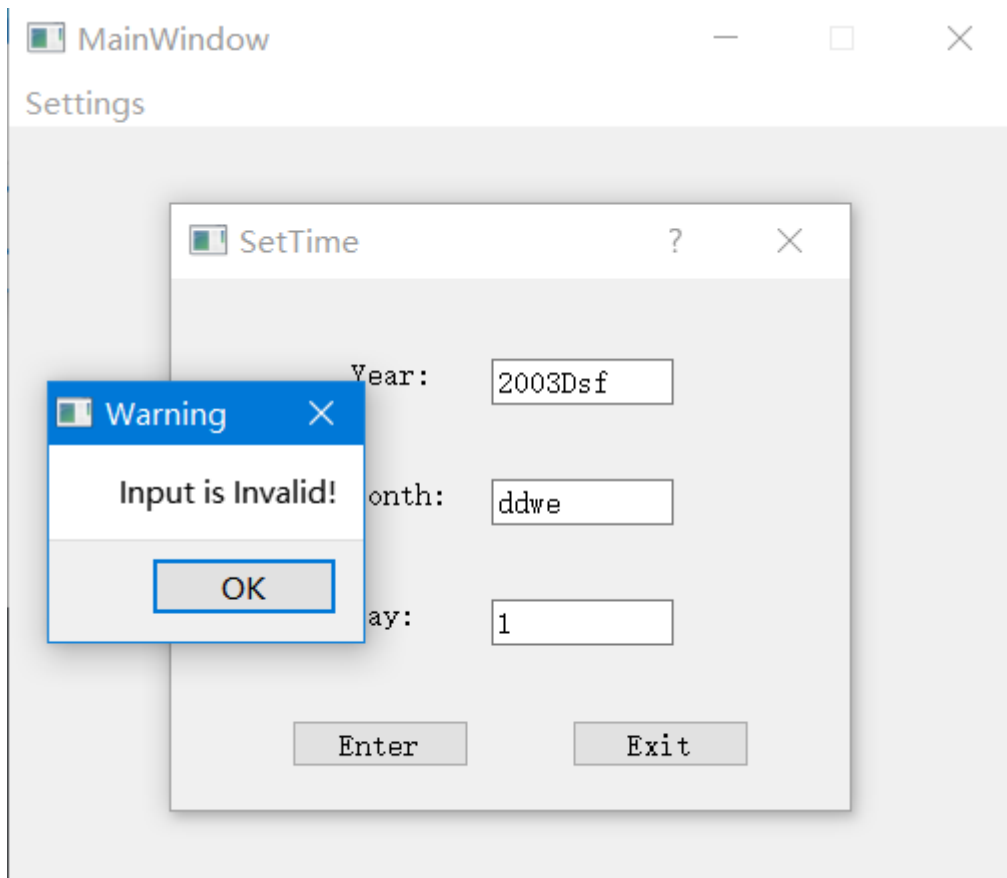 MainWindow
Settings
SetTime
?
Year:
2003Dsf
Warning
Input is Invalid!
onth:
ddwe
OK
ay:
1
Enter
Exit